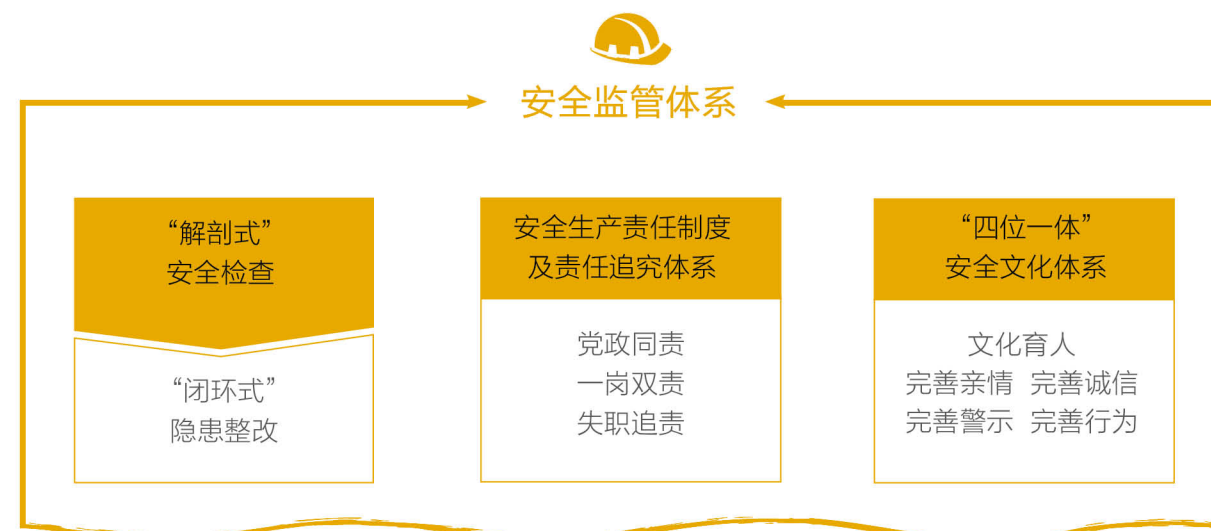 安全监管体系
“解剖式”
安全检查
“闭环式”
隐患整改
安全生产责任制度
及责任追究体系
党政同责
一岗双责
失职追责
“四位一体”
安全文化体系
文化育人
完善亲情 完善诚信
完善警示 完善行为